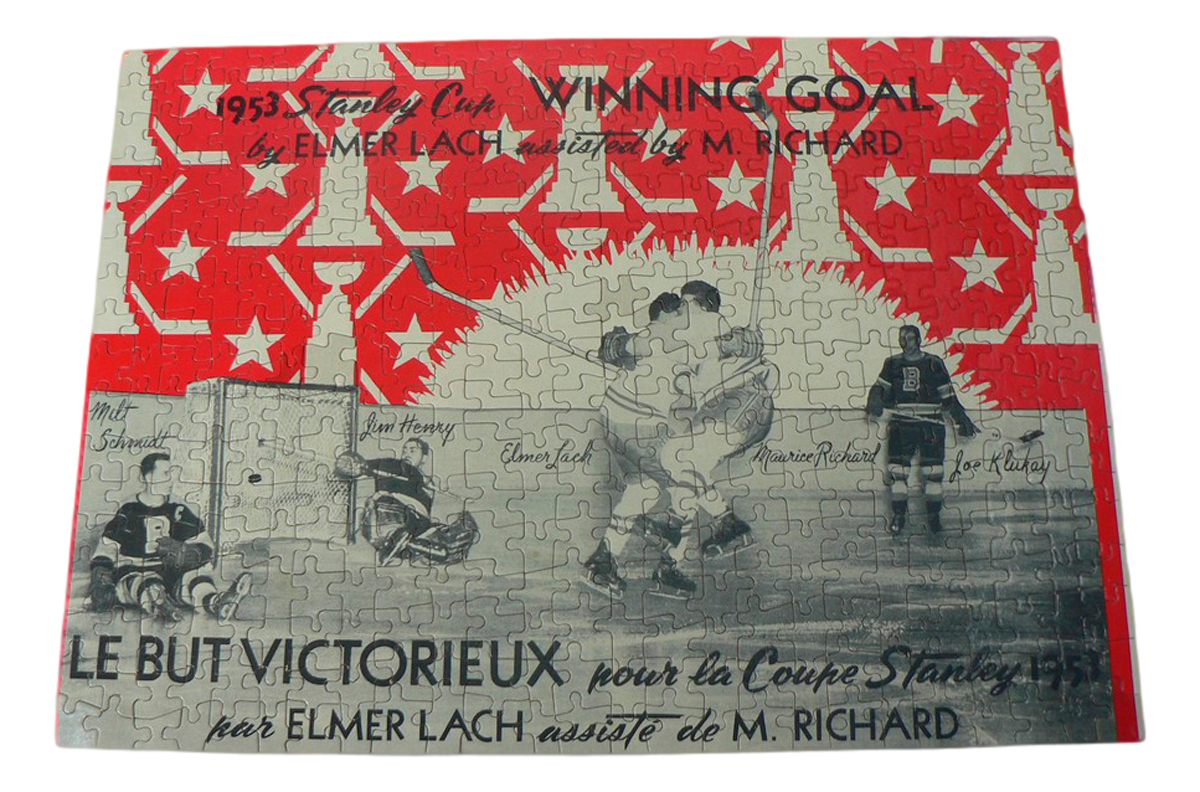 1953 Stanley Cup WINNING GOAL
by ELMER LACH assisted by M. RICHARD
Milt
Schmidt
Jim Henry
Elmer Lach
Maurice Richard
B
Joe Klukay
LE BUT VICTORIEUX pour la Coupe Stanley 1953
par ELMER LACH assisté de M. RICHARD